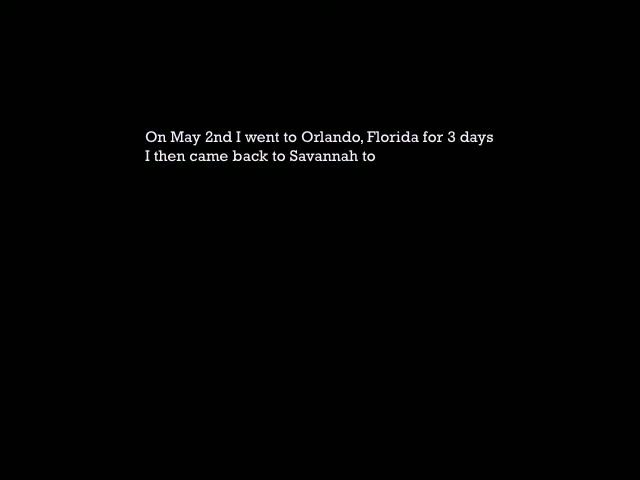 On May 2nd I went to Orlando, Florida for 3 days
I then came back to Savannah to